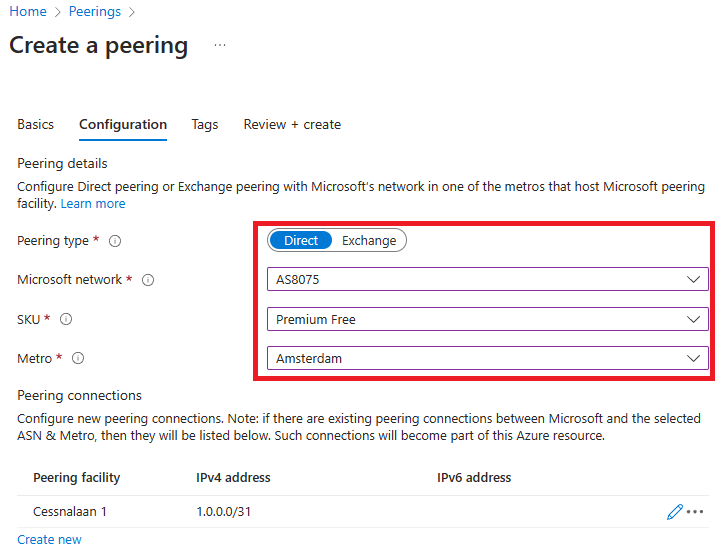 Home > Peerings >
Create a peering ...
Basics Configuration Tags Review + create
Peering details
Configure Direct peering or Exchange peering with Microsoft's network in one of the metros that host Microsoft peering
facility. Learn more
Peering type * Direct Exchange
Microsoft network * AS8075
SKU * Premium Free
Metro * Amsterdam
Peering connections
Configure new peering connections. Note: if there are existing peering connections between Microsoft and the selected
ASN & Metro, then they will be listed below. Such connections will become part of this Azure resource.
Peering facility IPv4 address IPv6 address
Cessnalaan 1 1.0.0.0/31
Create new